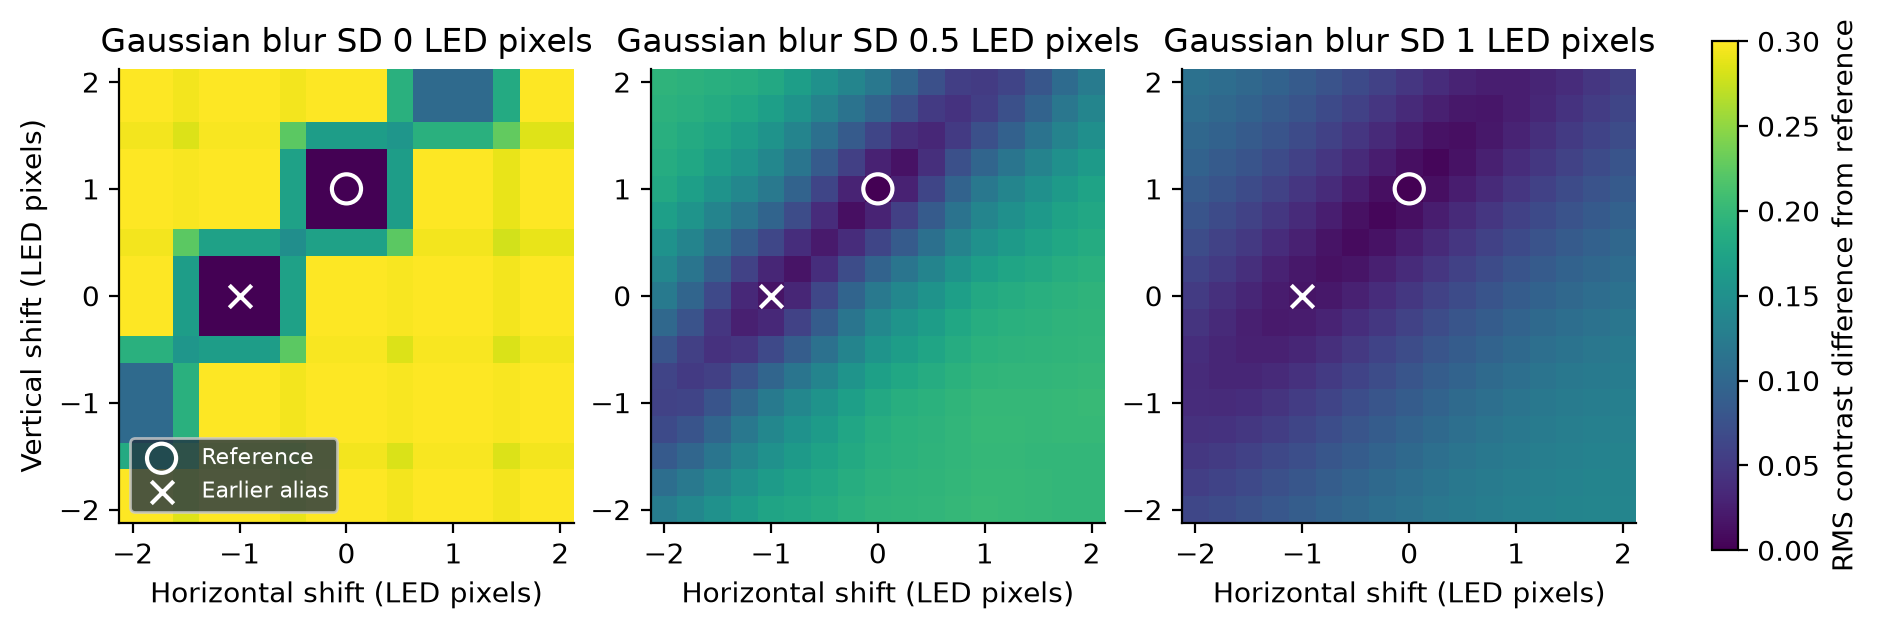 Gaussian blur SD 0 LED pixels
Gaussian blur SD 0.5 LED pixels
Gaussian blur SD 1 LED pixels
Vertical shift (LED pixels)
2
1
0
−1
−2
Reference
Earlier alias
−2 −1 0 1 2
Horizontal shift (LED pixels)
2
1
0
−1
−2
−2 −1 0 1 2
Horizontal shift (LED pixels)
2
1
0
−1
−2
−2 −1 0 1 2
Horizontal shift (LED pixels)
0.30
0.25
0.20
0.15
0.10
0.05
0.00
RMS contrast difference from reference